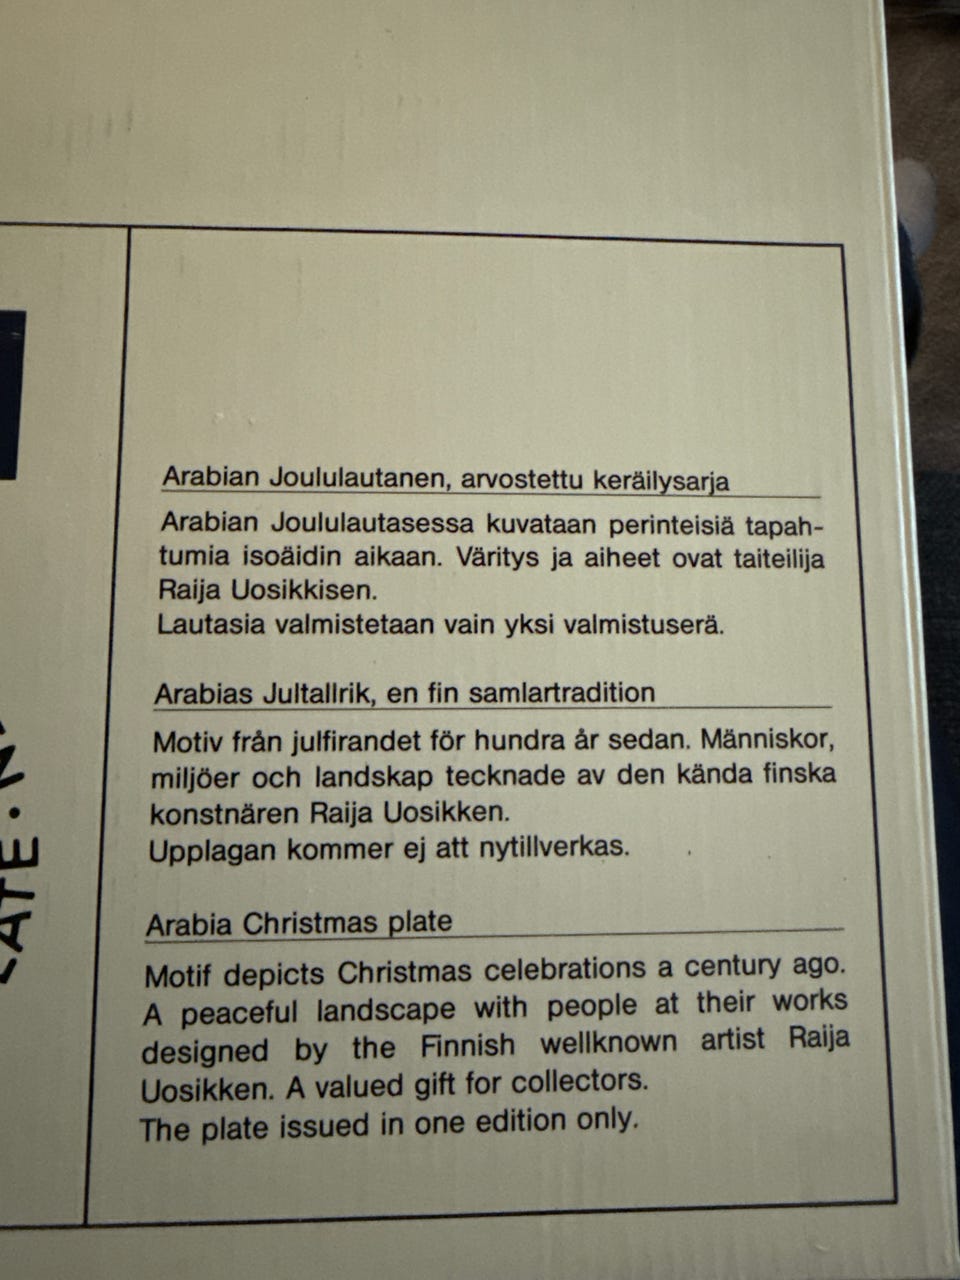 Arabian Joululautanen, arvostettu keräilysarja
Arabian Joululautasessa kuvataan perinteisiä tapah-
tumia isoäidin aikaan. Väritys ja aiheet ovat taiteilija
Raija Uosikkisen.
Lautasia valmistetaan vain yksi valmistuserä.
Arabias Jultallrik, en fin samlartradition
Motiv från julfirandet för hundra år sedan. Människor,
miljöer och landskap tecknade av den kända finska
konstnären Raija Uosikken.
Upplagan kommer ej att nytillverkas.
Arabia Christmas plate
Motif depicts Christmas celebrations a century ago.
A peaceful landscape with people at their works
designed by the Finnish wellknown artist Raija
Uosikken. A valued gift for collectors.
The plate issued in one edition only.